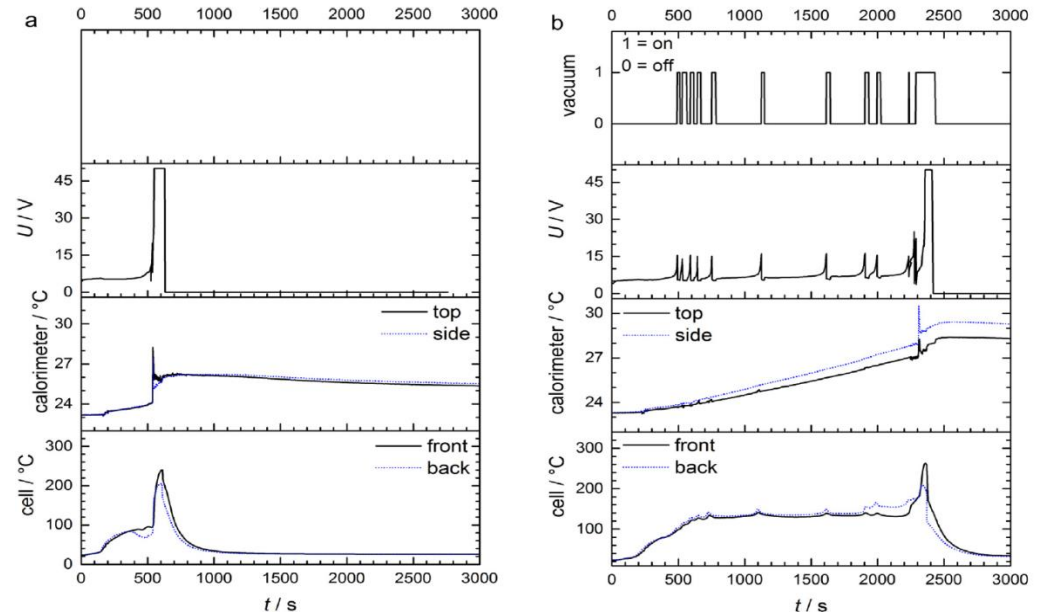 a
0 500 1000 1500 2000 2500 3000
U / V
45
30
15
0
calorimeter / °C
30
27
24
top
side
cell / °C
300
200
100
0
front
back
0 500 1000 1500 2000 2500 3000
t / s
b
0 500 1000 1500 2000 2500 3000
1 = on
0 = off
vacuum
1
0
U / V
45
30
15
0
calorimeter / °C
30
27
24
top
side
cell / °C
300
200
100
front
back
0 500 1000 1500 2000 2500 3000
t / s